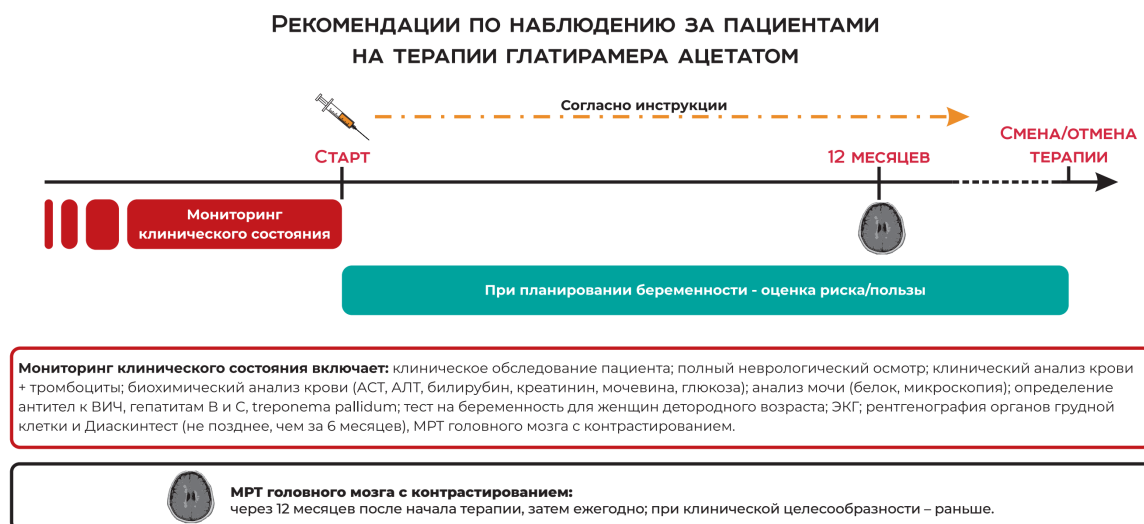 Рекомендации по наблюдению за пациентами
на терапии глатирамера ацетатом
Согласно инструкции
Старт
12 месяцев
Смена/отмена
терапии
Мониторинг
клинического состояния
При планировании беременности - оценка риска/пользы
Мониторинг клинического состояния включает: клиническое обследование пациента; полный неврологический осмотр; клинический анализ крови
+ тромбоциты; биохимический анализ крови (АСТ, АЛТ, билирубин, креатинин, мочевина, глюкоза); анализ мочи (белок, микроскопия); определение
антител к ВИЧ, гепатитам В и С, treponema pallidum; тест на беременность для женщин детородного возраста; ЭКГ; рентгенография органов грудной
клетки и Диаскинтест (не позднее, чем за 6 месяцев), МРТ головного мозга с контрастированием.
МРТ головного мозга с контрастированием:
через 12 месяцев после начала терапии, затем ежегодно; при клинической целесообразности – раньше.